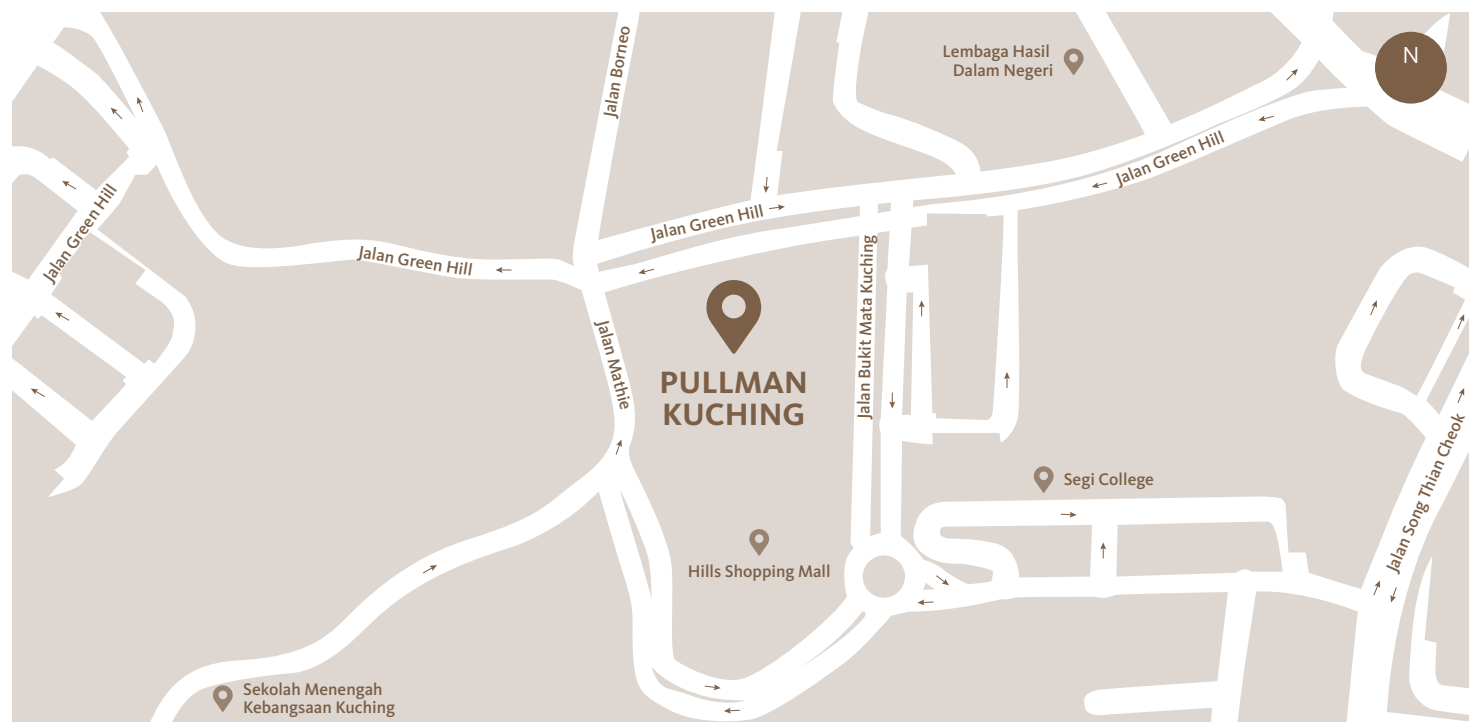 Jalan Borneo
Lembaga Hasil
Dalam Negeri
N
Jalan Green Hill
Jalan Green Hill
Jalan Green Hill
Jalan Green Hill
Jalan Mathie
Jalan Bukit Mata Kuching
PULLMAN
KUCHING
Segi College
Jalan Song Thian Cheok
Hills Shopping Mall
Sekolah Menengah
Kebangsaan Kuching